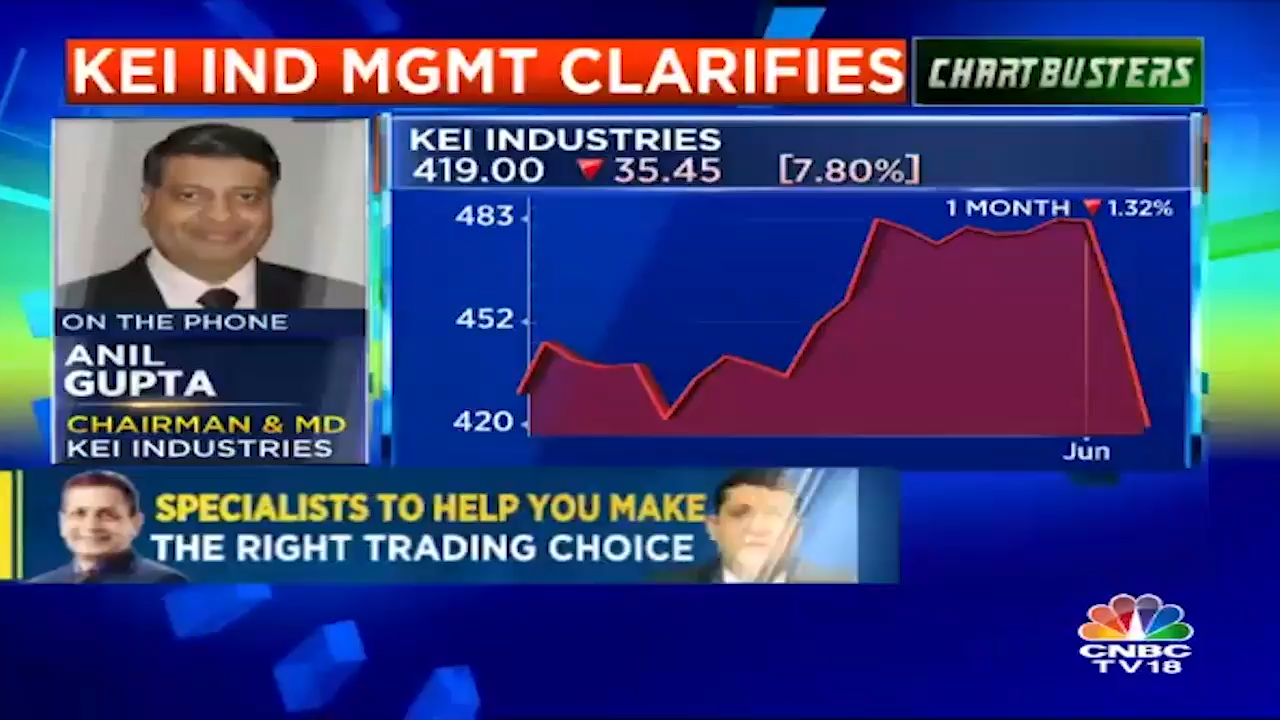 KEI IND MGMT CLARIFIES
CHARTBUSTERS
KEI INDUSTRIES
419.00 ▼ 35.45 [7.80%]
1 MONTH ▼ 1.32%
483
452
420
Jun
ON THE PHONE
ANIL
GUPTA
CHAIRMAN & MD
KEI INDUSTRIES
SPECIALISTS TO HELP YOU MAKE
THE RIGHT TRADING CHOICE
CNBC
TV18